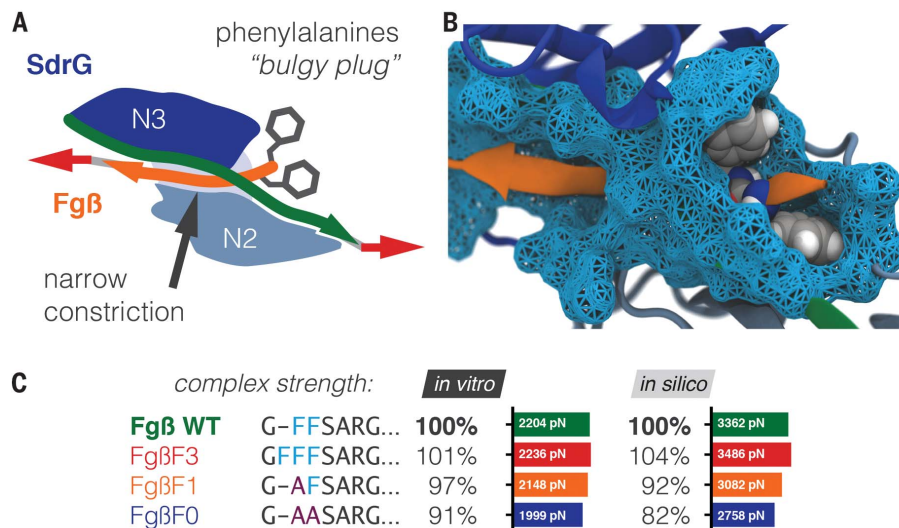 A
phenylalanines
"bulgy plug"
SdrG
N3
Fgß
N2
narrow
constriction
B
C
complex strength: in vitro in silico
Fgß WT G-FFSARG... 100% 2204 pN 100% 3362 pN
FgßF3 GFFFSARG... 101% 2236 pN 104% 3486 pN
FgßF1 G-AFSARG... 97% 2148 pN 92% 3082 pN
FgßF0 G-AASARG... 91% 1999 pN 82% 2758 pN